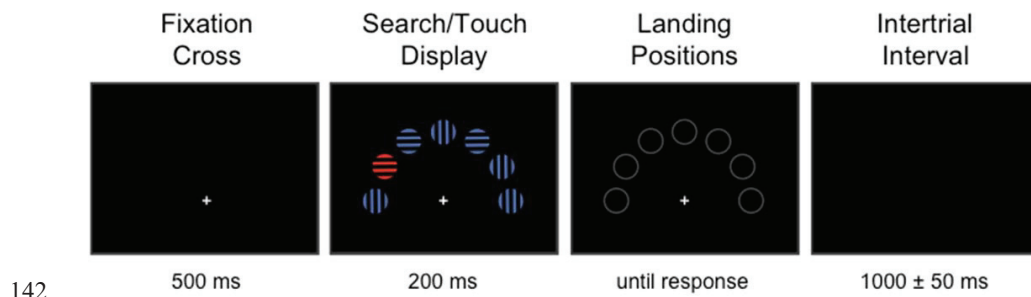 Fixation
Cross
Search/Touch
Display
Landing
Positions
Intertrial
Interval
500 ms
200 ms
until response
1000 ± 50 ms
142